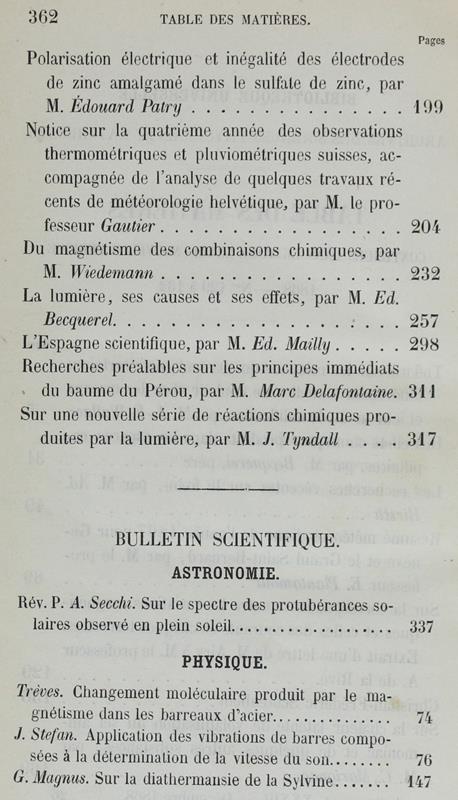 362 TABLE DES MATIÈRES.
Pages
Polarisation électrique et inégalité des électrodes
de zinc amalgamé dans le sulfate de zinc, par
M. Édouard Patry . . . . . . . . . . . . . . . 199
Notice sur la quatrième année des observations
thermométriques et pluviométriques suisses, ac-
compagnée de l'analyse de quelques travaux ré-
cents de météorologie helvétique, par M. le pro-
fesseur Gautier . . . . . . . . . . . . . . . . 204
Du magnétisme des combinaisons chimiques, par
M. Wiedemann . . . . . . . . . . . . . . . . 232
La lumière, ses causes et ses effets, par M. Ed.
Becquerel. . . . . . . . . . . . . . . . . . . 257
L'Espagne scientifique, par M. Ed. Mailly . . . . . 298
Recherches préalables sur les principes immédiats
du baume du Pérou, par M. Marc Delafontaine. 311
Sur une nouvelle série de réactions chimiques pro-
duites par la lumière, par M. J. Tyndall . . . . 317
BULLETIN SCIENTIFIQUE.
ASTRONOMIE.
Rév. P. A. Secchi. Sur le spectre des protubérances so-
laires observé en plein soleil.................... 337
PHYSIQUE.
Trèves. Changement moléculaire produit par le ma-
gnétisme dans les barreaux d'acier............... 74
J. Stefan. Application des vibrations de barres compo-
sées à la détermination de la vitesse du son........ 76
G. Magnus. Sur la diathermansie de la Sylvine....... 147